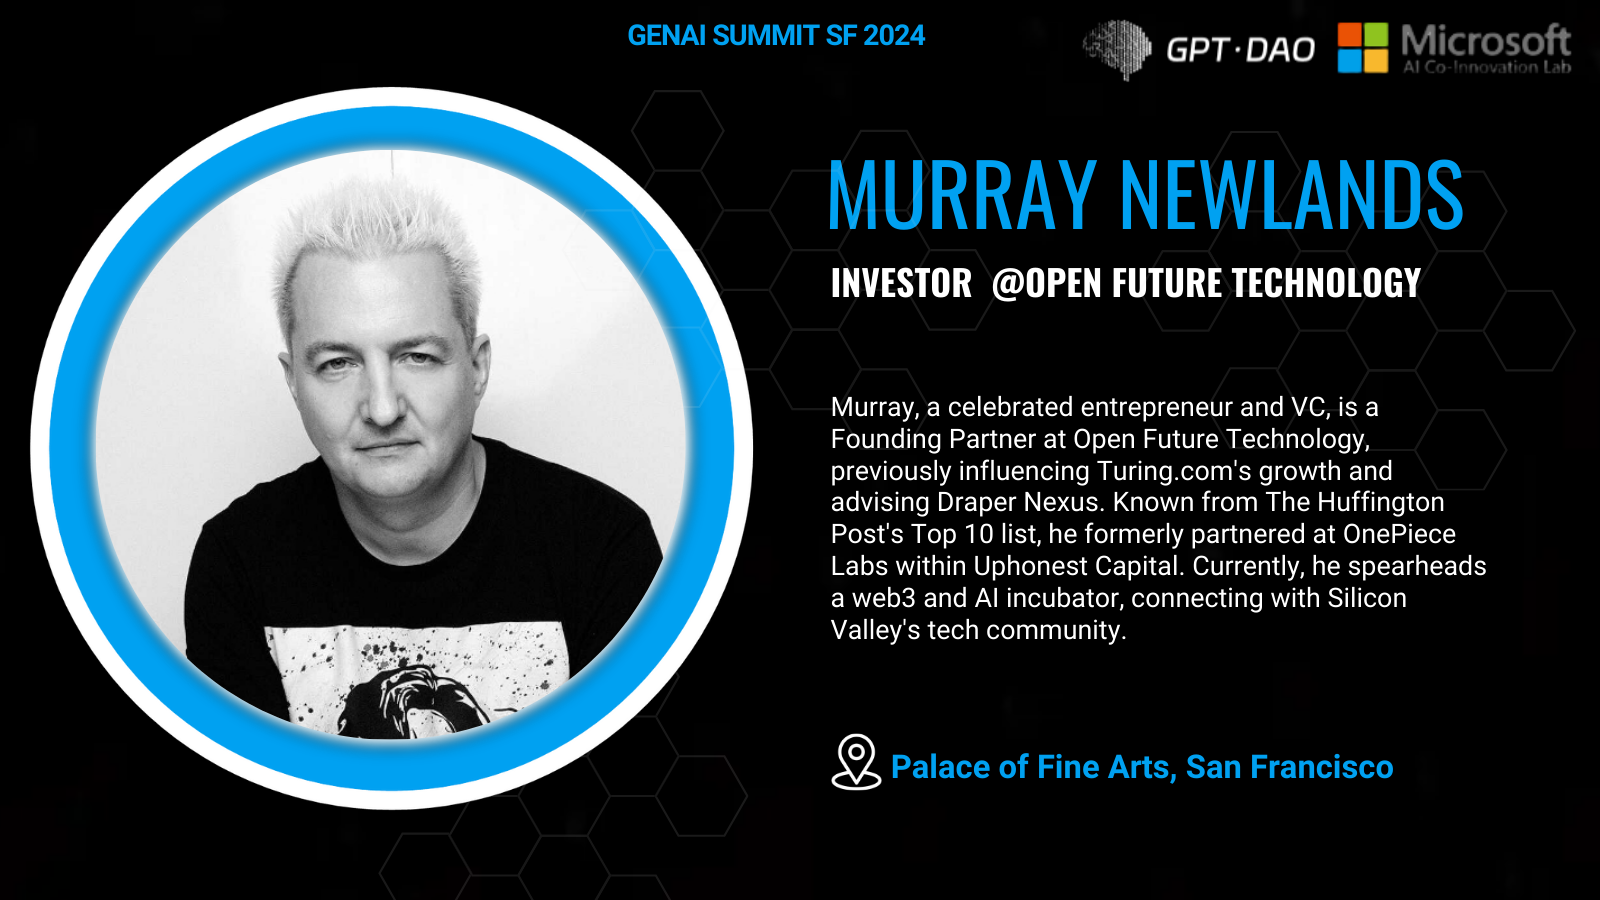 GENAI SUMMIT SF 2024
GPT·DAO
Microsoft
AI Co-Innovation Lab
MURRAY NEWLANDS
INVESTOR @OPEN FUTURE TECHNOLOGY
Murray, a celebrated entrepreneur and VC, is a
Founding Partner at Open Future Technology,
previously influencing Turing.com's growth and
advising Draper Nexus. Known from The Huffington
Post's Top 10 list, he formerly partnered at OnePiece
Labs within Uphonest Capital. Currently, he spearheads
a web3 and AI incubator, connecting with Silicon
Valley's tech community.
Palace of Fine Arts, San Francisco